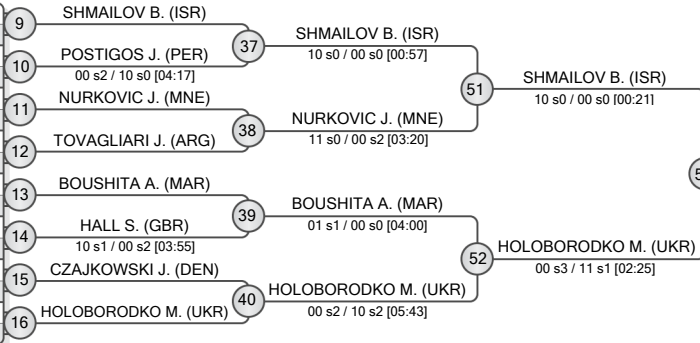 9
SHMAILOV B. (ISR)
37
SHMAILOV B. (ISR)
10 s0 / 00 s0 [00:57]
10
POSTIGOS J. (PER)
00 s2 / 10 s0 [04:17]
51
SHMAILOV B. (ISR)
10 s0 / 00 s0 [00:21]
11
NURKOVIC J. (MNE)
38
NURKOVIC J. (MNE)
11 s0 / 00 s2 [03:20]
12
TOVAGLIARI J. (ARG)
5
13
BOUSHITA A. (MAR)
39
BOUSHITA A. (MAR)
01 s1 / 00 s0 [04:00]
14
HALL S. (GBR)
10 s1 / 00 s2 [03:55]
52
HOLOBORODKO M. (UKR)
00 s3 / 11 s1 [02:25]
15
CZAJKOWSKI J. (DEN)
40
HOLOBORODKO M. (UKR)
00 s2 / 10 s2 [05:43]
16
HOLOBORODKO M. (UKR)